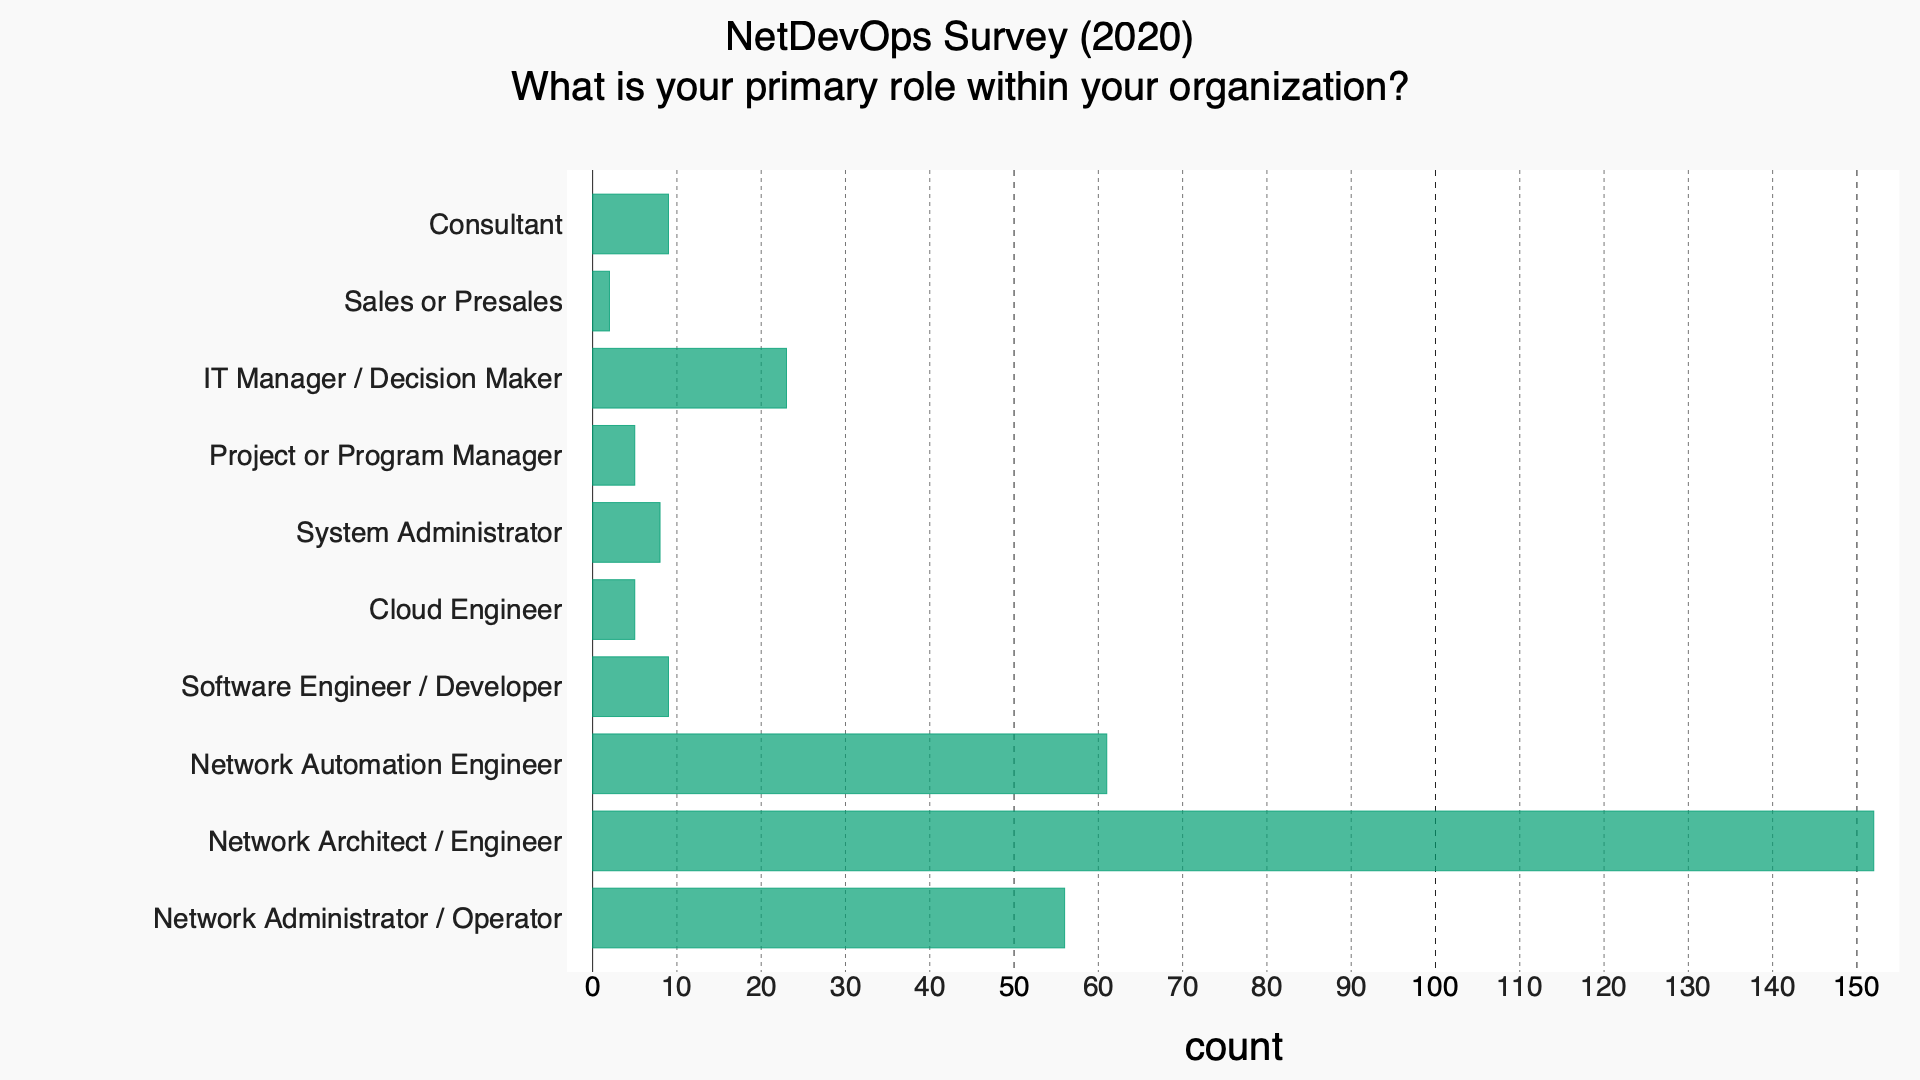 NetDevOps Survey (2020)
What is your primary role within your organization?
Consultant
Sales or Presales
IT Manager / Decision Maker
Project or Program Manager
System Administrator
Cloud Engineer
Software Engineer / Developer
Network Automation Engineer
Network Architect / Engineer
Network Administrator / Operator
0 10 20 30 40 50 60 70 80 90 100 110 120 130 140 150
count